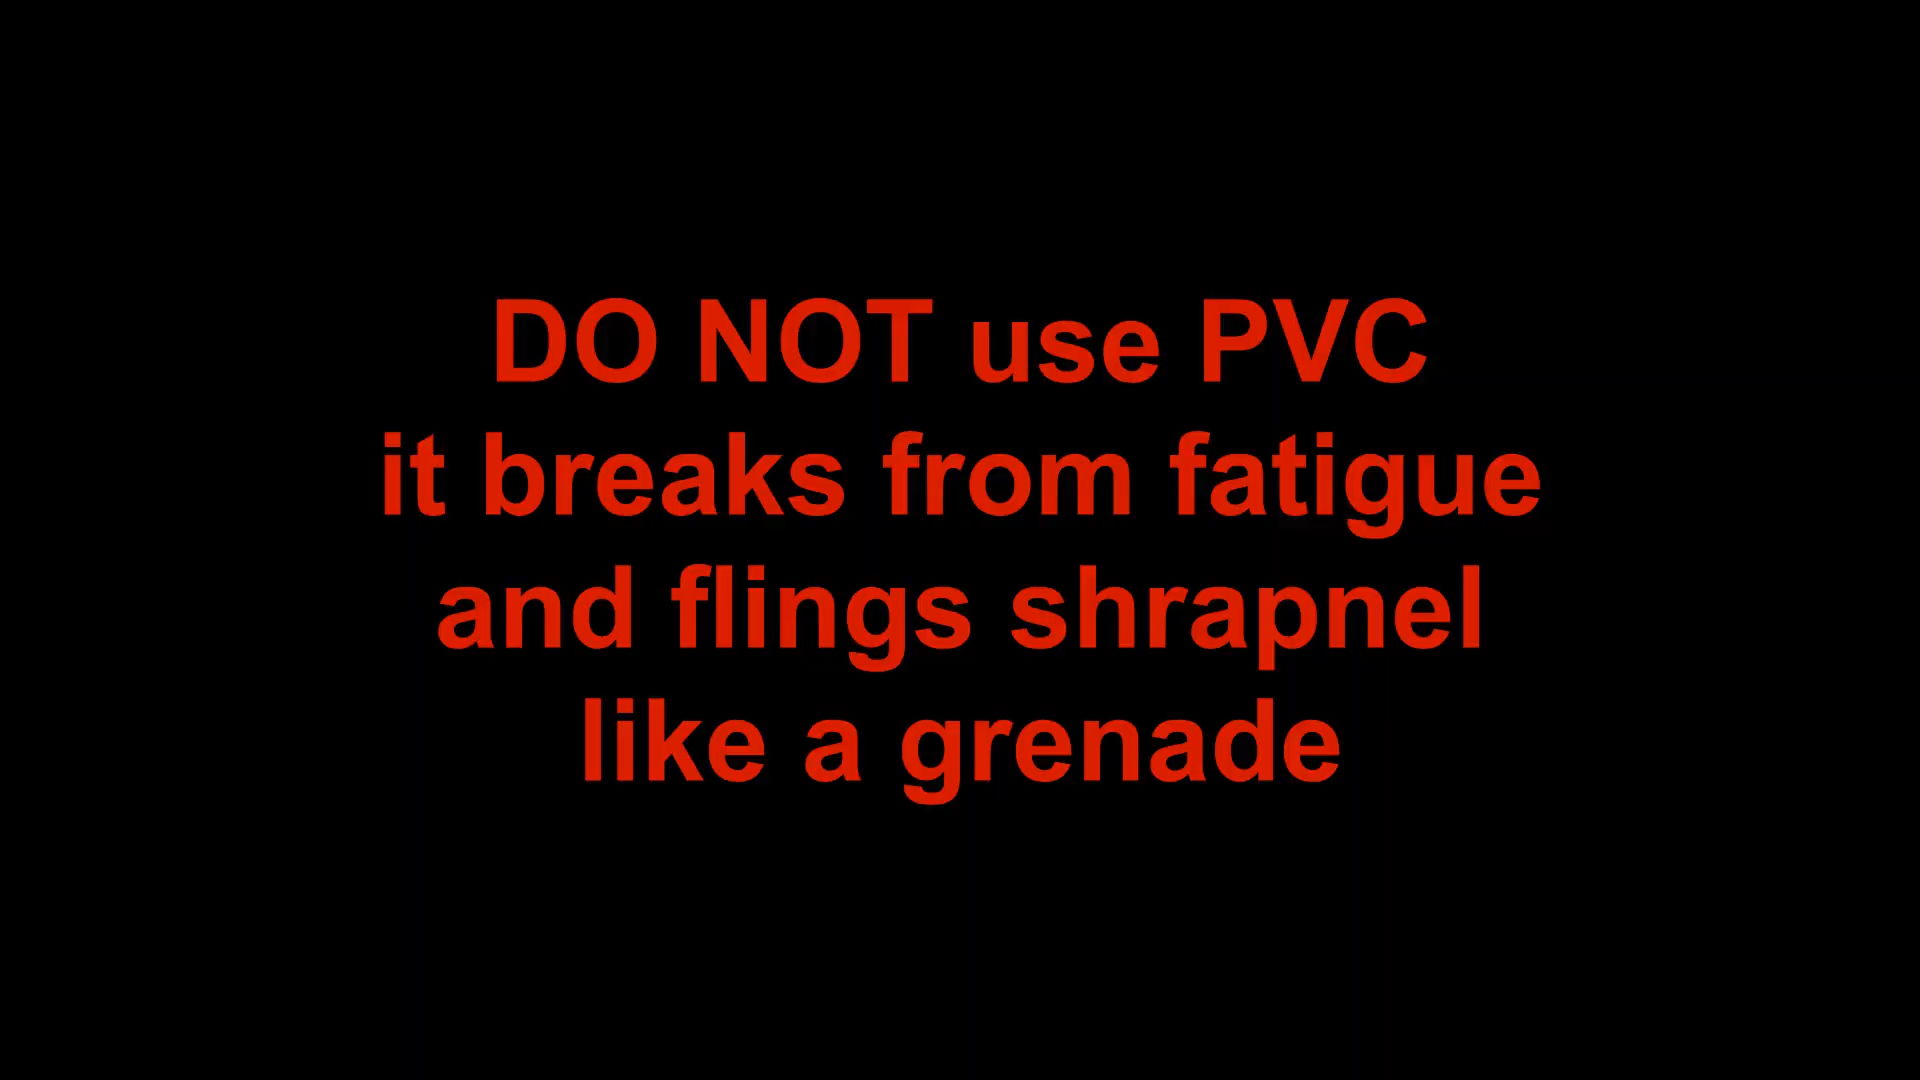 DO NOT use PVC
it breaks from fatigue
and flings shrapnel
like a grenade